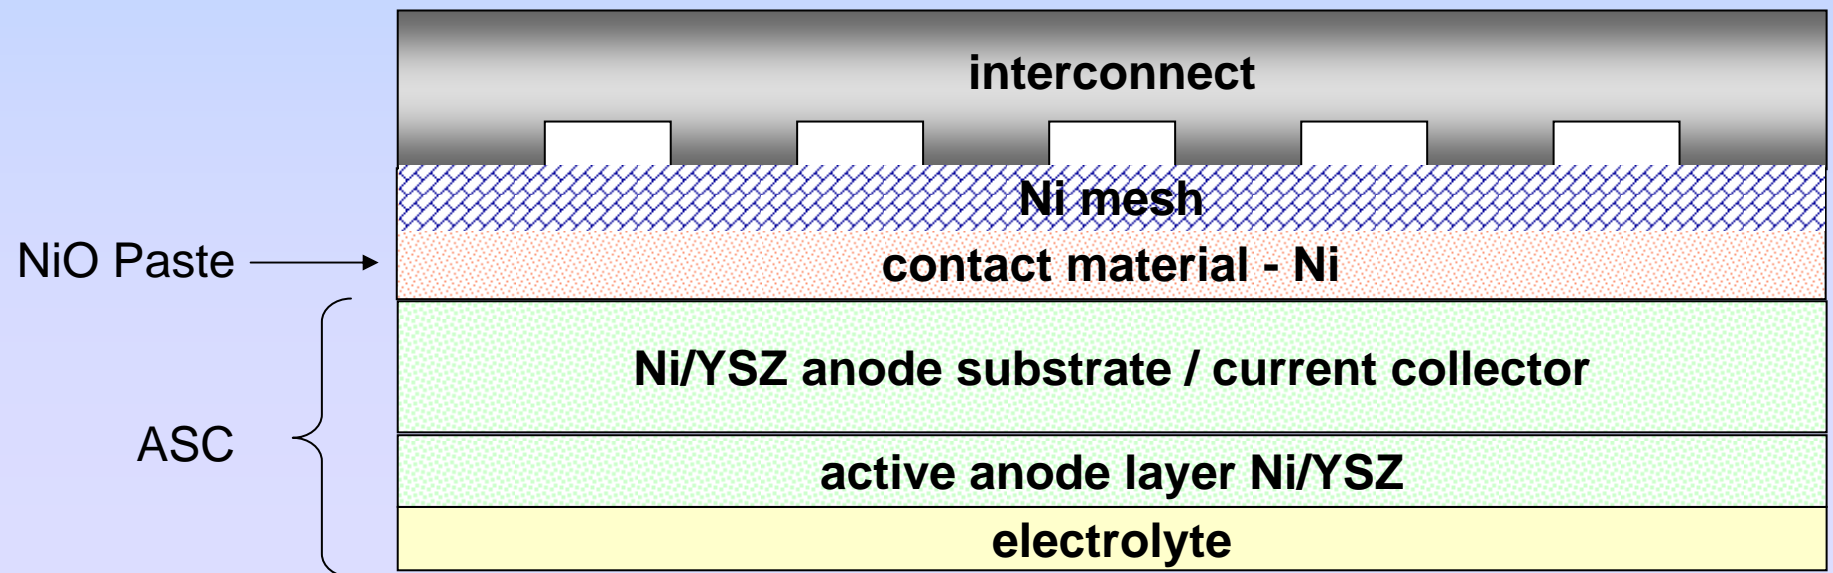 interconnect
Ni mesh
NiO Paste
contact material - Ni
Ni/YSZ anode substrate / current collector
ASC
active anode layer Ni/YSZ
electrolyte